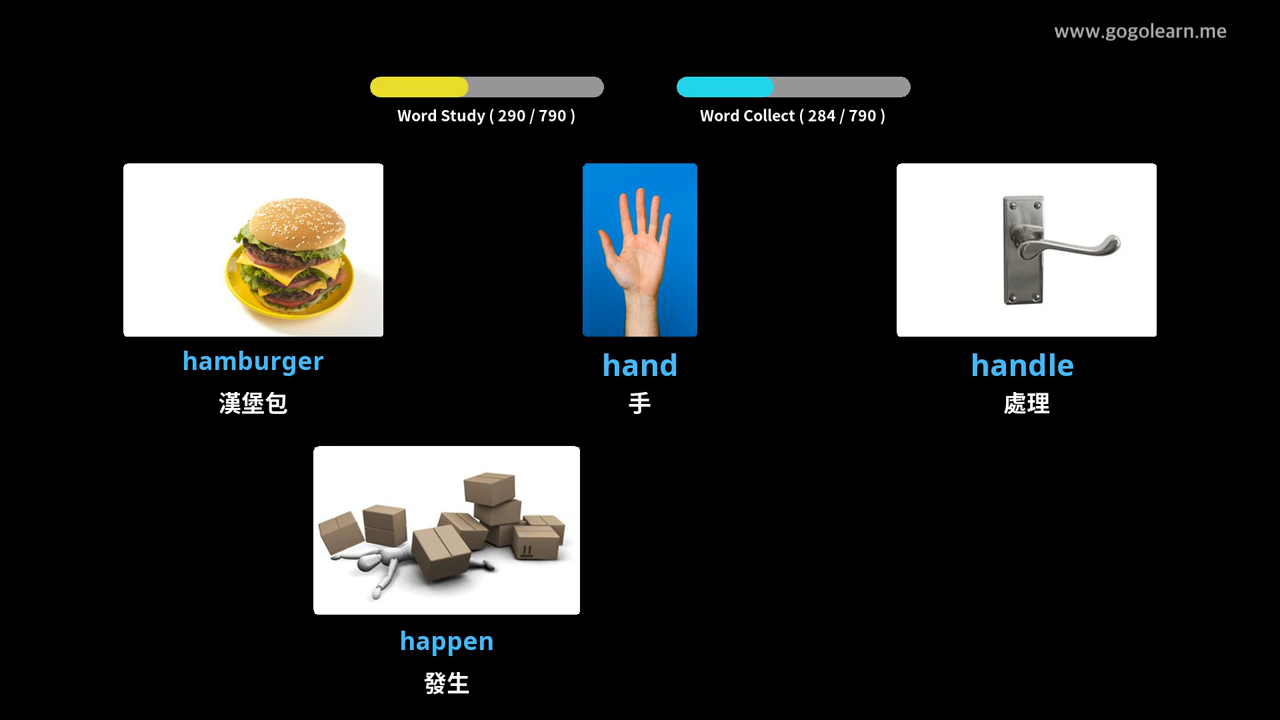 www.gogolearn.me
Word Study ( 290 / 790 )
Word Collect ( 284 / 790 )
hamburger
漢堡包
hand
手
handle
處理
happen
發生